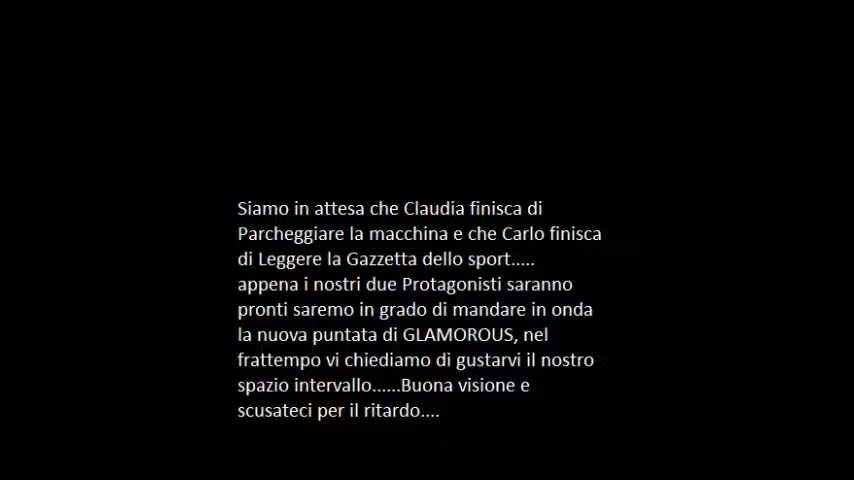 Siamo in attesa che Claudia finisca di
Parcheggiare la macchina e che Carlo finisca
di Leggere la Gazzetta dello sport.....
appena i nostri due Protagonisti saranno
pronti saremo in grado di mandare in onda
la nuova puntata di GLAMOROUS, nel
frattempo vi chiediamo di gustarvi il nostro
spazio intervallo......Buona visione e
scusateci per il ritardo....